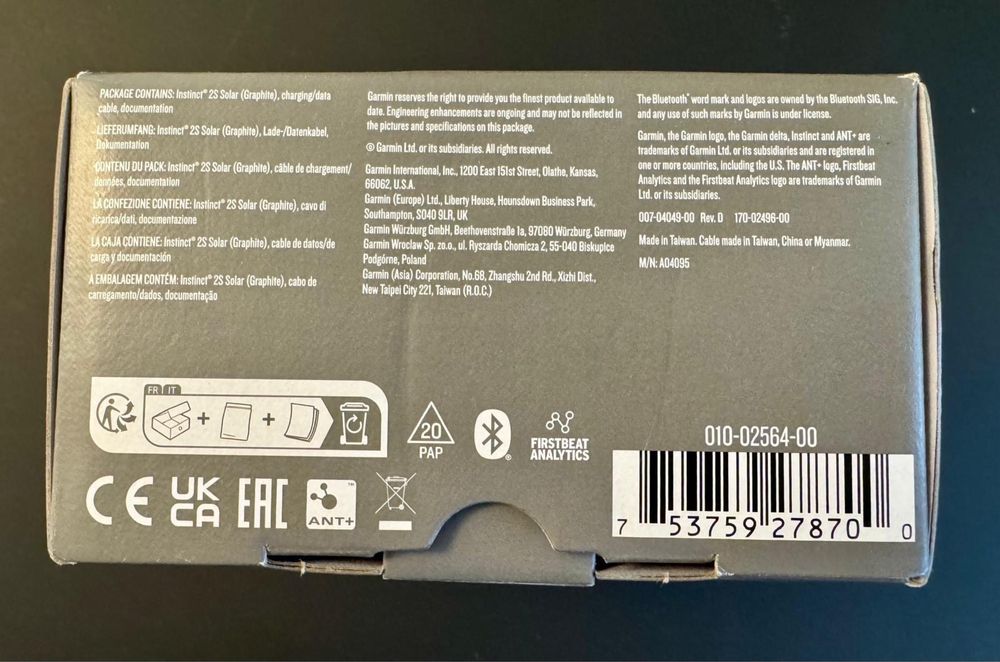 PACKAGE CONTAINS: Instinct® 2S Solar (Graphite), charging/data
cable, documentation
LIEFERUMFANG: Instinct® 2S Solar (Graphite), Lade-/Datenkabel,
Dokumentation
CONTENU DU PACK: Instinct® 2S Solar (Graphite), câble de chargement/
données, documentation
LA CONFEZIONE CONTIENE: Instinct® 2S Solar (Graphite), cavo di
ricarica/dati, documentazione
LA CAJA CONTIENE: Instinct® 2S Solar (Graphite), cable de datos/de
carga y documentación
A EMBALAGEM CONTÉM: Instinct® 2S Solar (Graphite), cabo de
carregamento/dados, documentação
Garmin reserves the right to provide you the finest product available to
date. Engineering enhancements are ongoing and may not be reflected in
the pictures and specifications on this package.
© Garmin Ltd. or its subsidiaries. All rights reserved.
Garmin International, Inc., 1200 East 151st Street, Olathe, Kansas,
66062, U.S.A.
Garmin (Europe) Ltd., Liberty House, Hounsdown Business Park,
Southampton, SO40 9LR, UK
Garmin Würzburg GmbH, Beethovenstraße 1a, 97080 Würzburg, Germany
Garmin Wroclaw Sp. zo.o., ul. Ryszarda Chomicza 2, 55-040 Biskupice
Podgórne, Poland
Garmin (Asia) Corporation, No.68, Zhangshu 2nd Rd., Xizhi Dist.,
New Taipei City 221, Taiwan (R.O.C.)
The Bluetooth® word mark and logos are owned by the Bluetooth SIG, Inc.
and any use of such marks by Garmin is under license.
Garmin, the Garmin logo, the Garmin delta, Instinct and ANT+ are
trademarks of Garmin Ltd. or its subsidiaries and are registered in
one or more countries, including the U.S. The ANT+ logo, Firstbeat
Analytics and the Firstbeat Analytics logo are trademarks of Garmin
Ltd. or its subsidiaries.
007-04049-00 Rev. D 170-02496-00
Made in Taiwan. Cable made in Taiwan, China or Myanmar.
M/N: A04095
FR IT
20
PAP
®
FIRSTBEAT
ANALYTICS
CE
UK
CA
EAC
ANT+™
010-02564-00
7 53759 27870 0